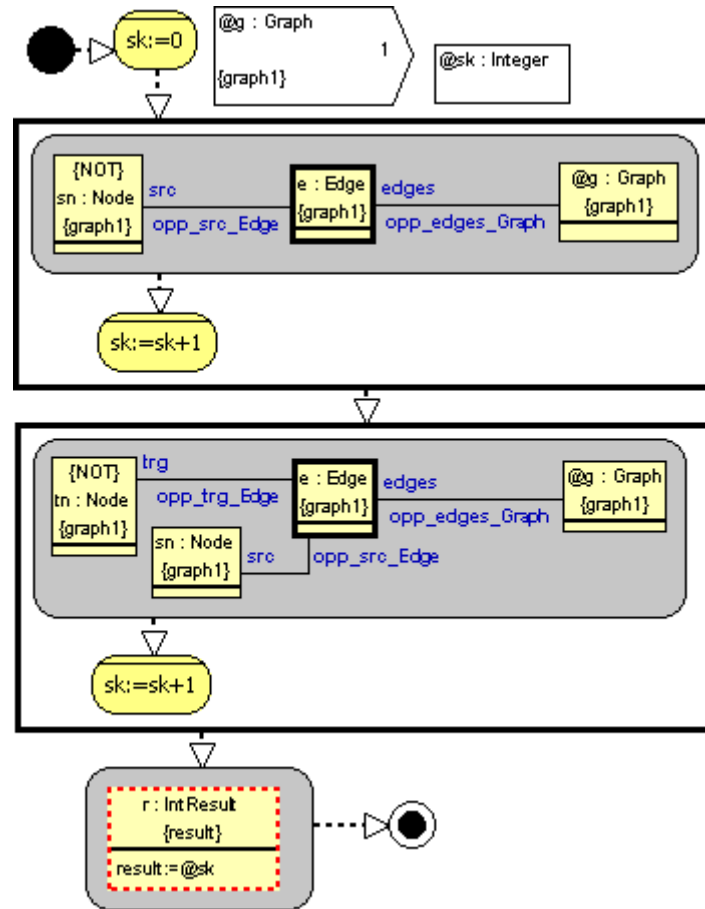 sk:=0
@g : Graph
1
{graph1}
@sk : Integer
{NOT}
sn : Node
{graph1}
src
opp_src_Edge
e : Edge
{graph1}
edges
opp_edges_Graph
@g : Graph
{graph1}
sk:=sk+1
{NOT}
tn : Node
{graph1}
trg
opp_trg_Edge
e : Edge
{graph1}
edges
opp_edges_Graph
@g : Graph
{graph1}
sn : Node
{graph1}
src
opp_src_Edge
sk:=sk+1
r : IntResult
{result}
result:=@sk